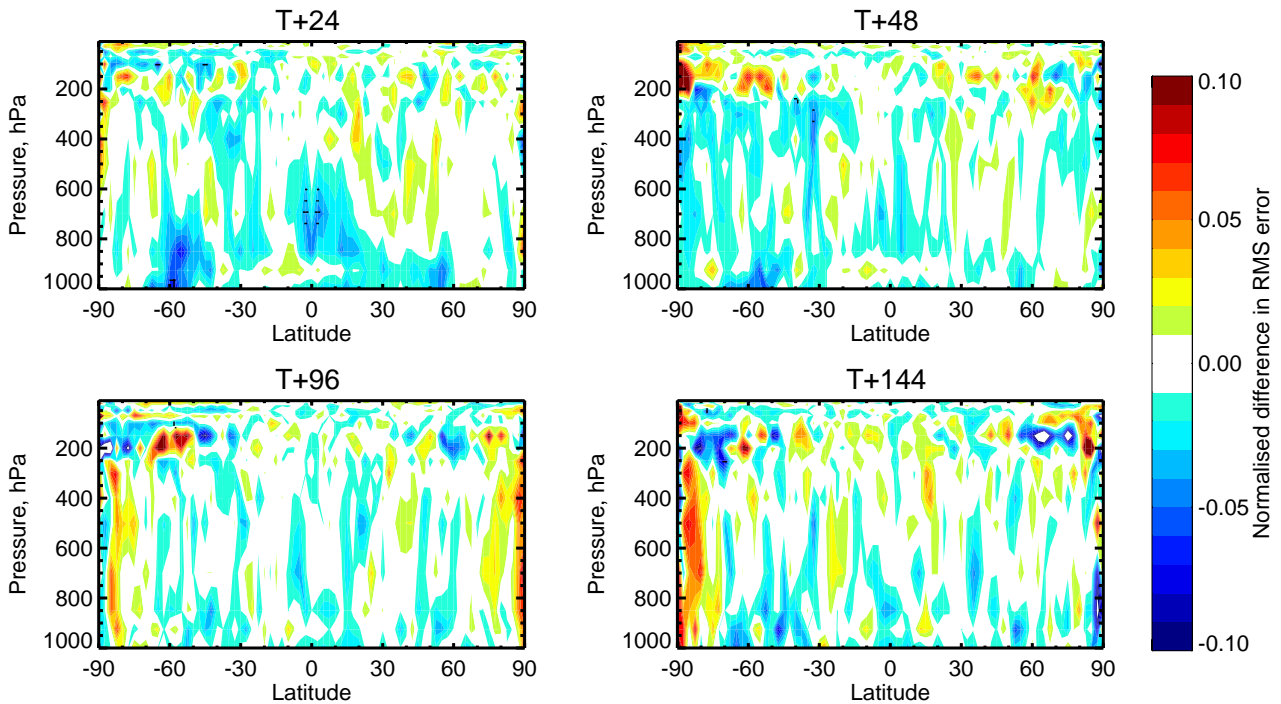 T+24
T+48
200
400
600
800
1000
Pressure, hPa
-90 -60 -30 0 30 60 90
Latitude
200
400
600
800
1000
Pressure, hPa
-90 -60 -30 0 30 60 90
Latitude
T+96
T+144
200
400
600
800
1000
Pressure, hPa
-90 -60 -30 0 30 60 90
Latitude
200
400
600
800
1000
Pressure, hPa
-90 -60 -30 0 30 60 90
Latitude
0.10
0.05
0.00
-0.05
-0.10
Normalised difference in RMS error